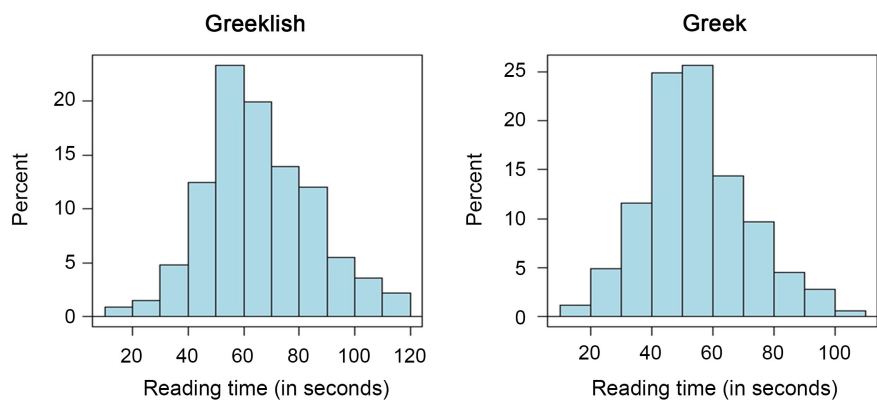 Greeklish
Percent
20
15
10
5
0
20 40 60 80 100 120
Reading time (in seconds)
Greek
Percent
25
20
15
10
5
0
20 40 60 80 100
Reading time (in seconds)